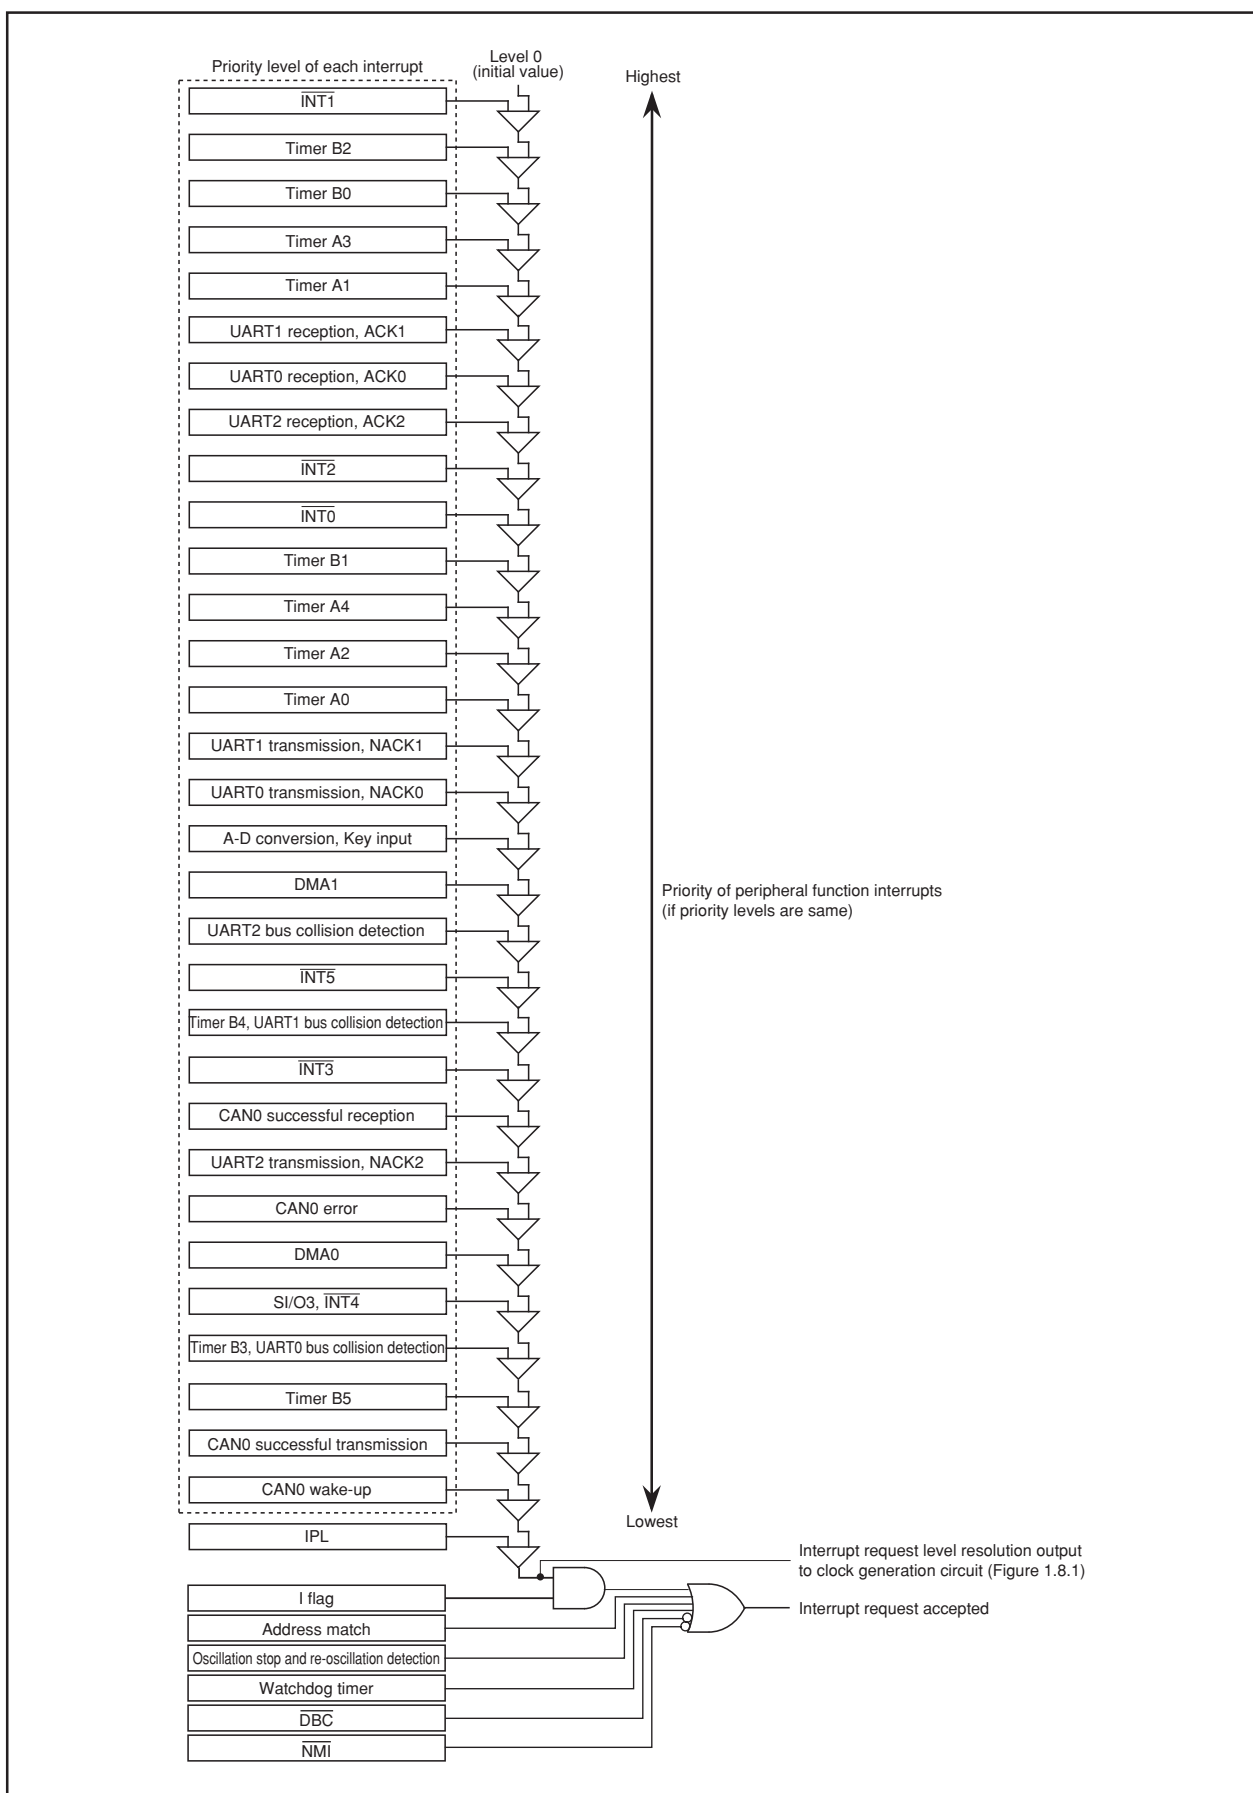 Priority level of each interrupt
Level 0
(initial value)
Highest
INT1
Timer B2
Timer B0
Timer A3
Timer A1
UART1 reception, ACK1
UART0 reception, ACK0
UART2 reception, ACK2
INT2
INT0
Timer B1
Timer A4
Timer A2
Timer A0
UART1 transmission, NACK1
UART0 transmission, NACK0
A-D conversion, Key input
DMA1
Priority of peripheral function interrupts
(if priority levels are same)
UART2 bus collision detection
INT5
Timer B4, UART1 bus collision detection
INT3
CAN0 successful reception
UART2 transmission, NACK2
CAN0 error
DMA0
SI/O3, INT4
Timer B3, UART0 bus collision detection
Timer B5
CAN0 successful transmission
CAN0 wake-up
Lowest
IPL
Interrupt request level resolution output
to clock generation circuit (Figure 1.8.1)
I flag
Interrupt request accepted
Address match
Oscillation stop and re-oscillation detection
Watchdog timer
DBC
NMI